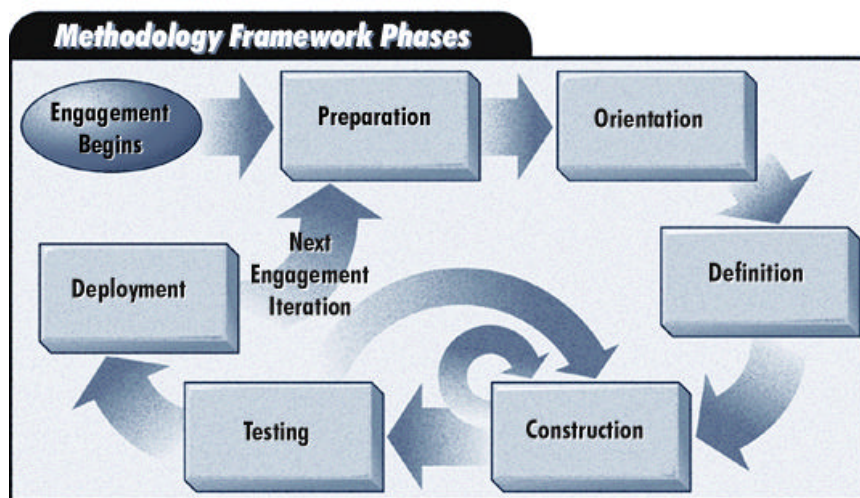 Methodology Framework Phases
Engagement
Begins
Preparation
Orientation
Definition
Next
Engagement
Iteration
Deployment
Testing
Construction